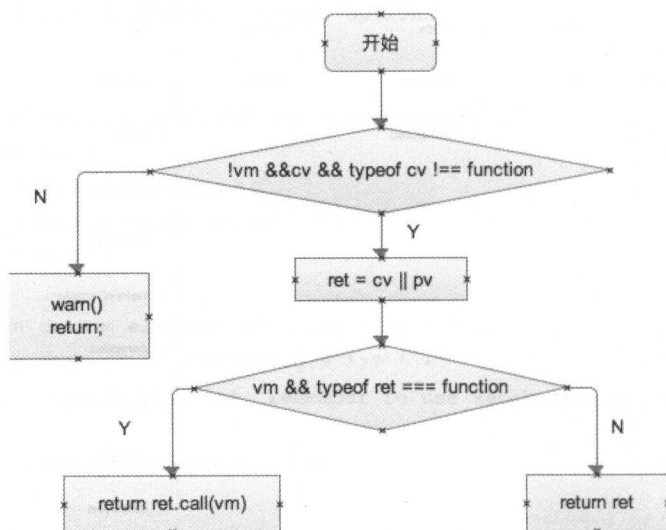 开始
!vm &&cv && typeof cv !== function
N
Y
warn()
return;
ret = cv || pv
vm && typeof ret === function
Y
N
return ret.call(vm)
return ret